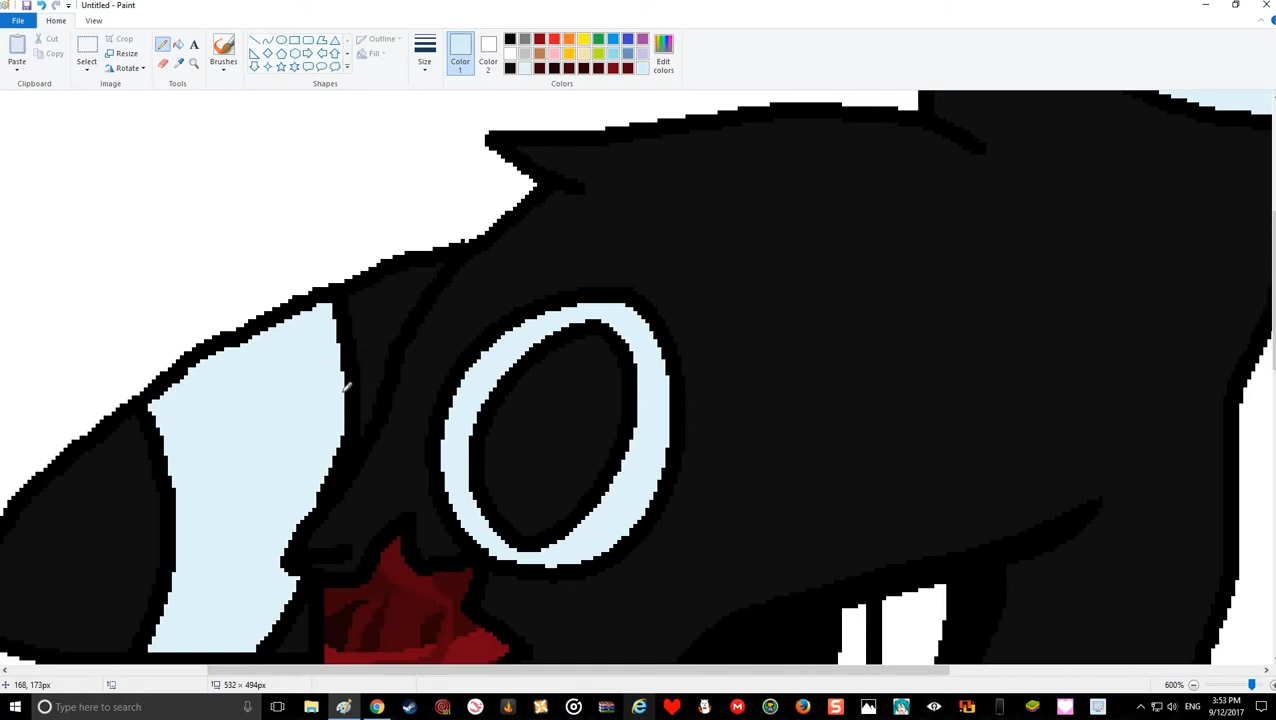 Untitled - Paint
File Home View
Paste
Cut
Copy
Clipboard
Select
Crop
Resize
Rotate
Image
A
Tools
Brushes
Outline
Fill
Shapes
Size
Color 1
Color 2
Edit colors
Colors
168, 173px
532 × 494px
600%
Type here to search
ENG
3:53 PM
9/12/2017